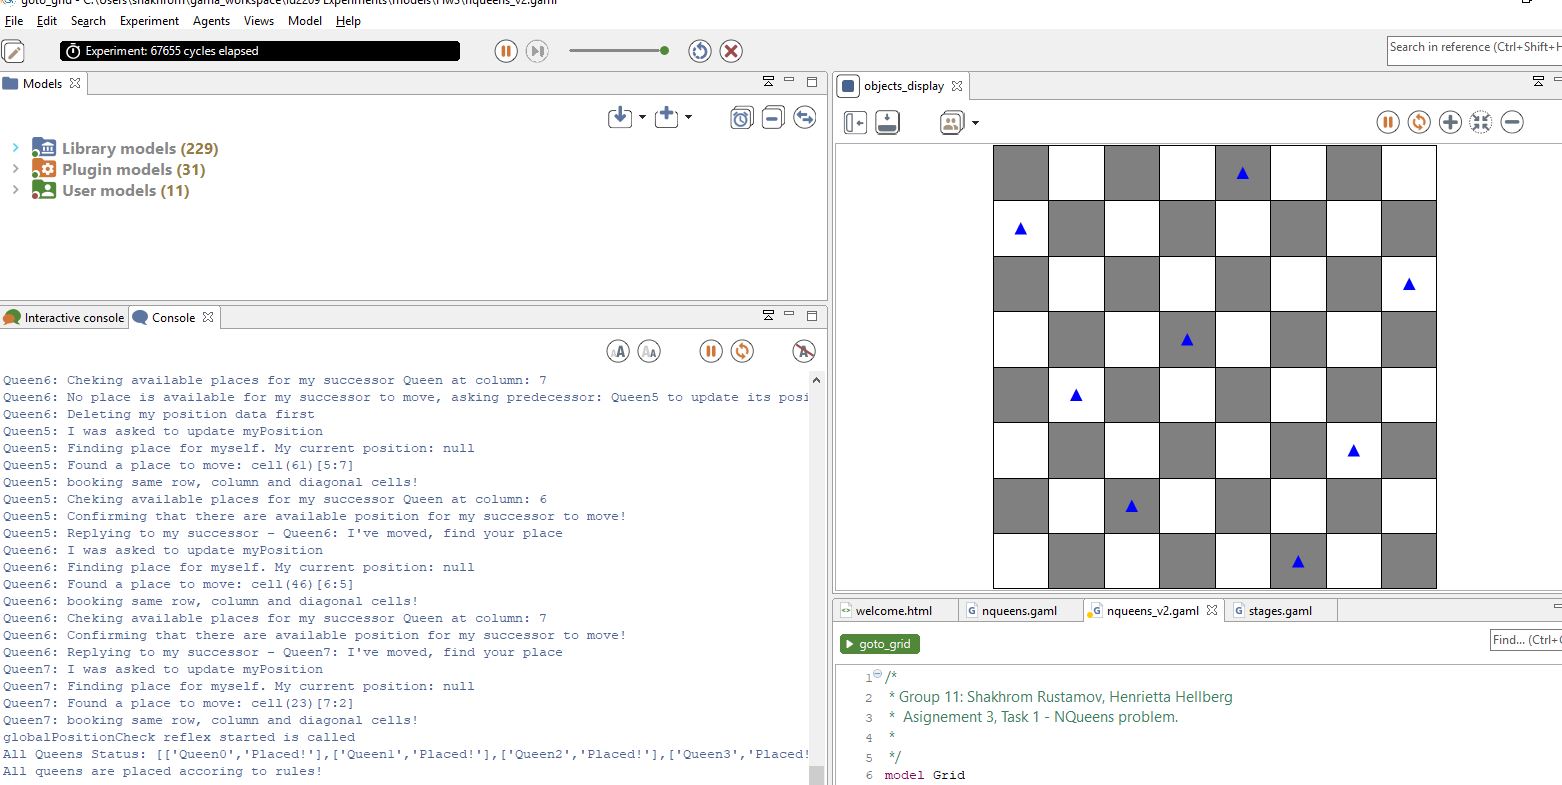 goto_grid - C:\Users\shakhrom\gama_workspace\id2209 Experiments\models\Hw3\nqueens_v2.gaml
File Edit Search Experiment Agents Views Model Help
Experiment: 67655 cycles elapsed
Search in reference (Ctrl+Shift+H
Models
Library models (229)
Plugin models (31)
User models (11)
Interactive console
Console
Queen6: Cheking available places for my successor Queen at column: 7
Queen6: No place is available for my successor to move, asking predecessor: Queen5 to update its posi
Queen6: Deleting my position data first
Queen5: I was asked to update myPosition
Queen5: Finding place for myself. My current position: null
Queen5: Found a place to move: cell(61)[5:7]
Queen5: booking same row, column and diagonal cells!
Queen5: Cheking available places for my successor Queen at column: 6
Queen5: Confirming that there are available position for my successor to move!
Queen5: Replying to my successor - Queen6: I've moved, find your place
Queen6: I was asked to update myPosition
Queen6: Finding place for myself. My current position: null
Queen6: Found a place to move: cell(46)[6:5]
Queen6: booking same row, column and diagonal cells!
Queen6: Cheking available places for my successor Queen at column: 7
Queen6: Confirming that there are available position for my successor to move!
Queen6: Replying to my successor - Queen7: I've moved, find your place
Queen7: I was asked to update myPosition
Queen7: Finding place for myself. My current position: null
Queen7: Found a place to move: cell(23)[7:2]
Queen7: booking same row, column and diagonal cells!
globalPositionCheck reflex started is called
All Queens Status: [['Queen0','Placed!'],['Queen1','Placed!'],['Queen2','Placed!'],['Queen3','Placed!
All queens are placed accoring to rules!
objects_display
welcome.html
nqueens.gaml
nqueens_v2.gaml
stages.gaml
goto_grid
Find... (Ctrl+
1 /*
2 * Group 11: Shakhrom Rustamov, Henrietta Hellberg
3 * Asignement 3, Task 1 - NQueens problem.
4 *
5 */
6 model Grid